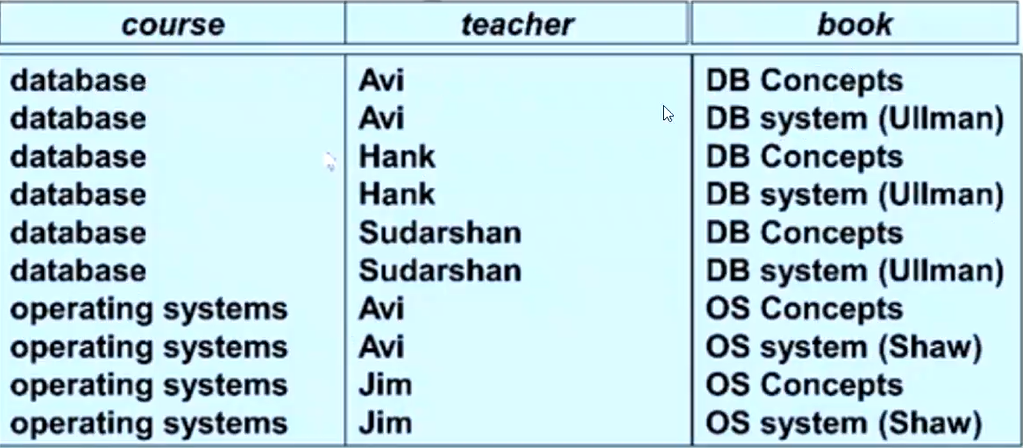 course teacher book
database Avi DB Concepts
database Avi DB system (Ullman)
database Hank DB Concepts
database Hank DB system (Ullman)
database Sudarshan DB Concepts
database Sudarshan DB system (Ullman)
operating systems Avi OS Concepts
operating systems Avi OS system (Shaw)
operating systems Jim OS Concepts
operating systems Jim OS system (Shaw)